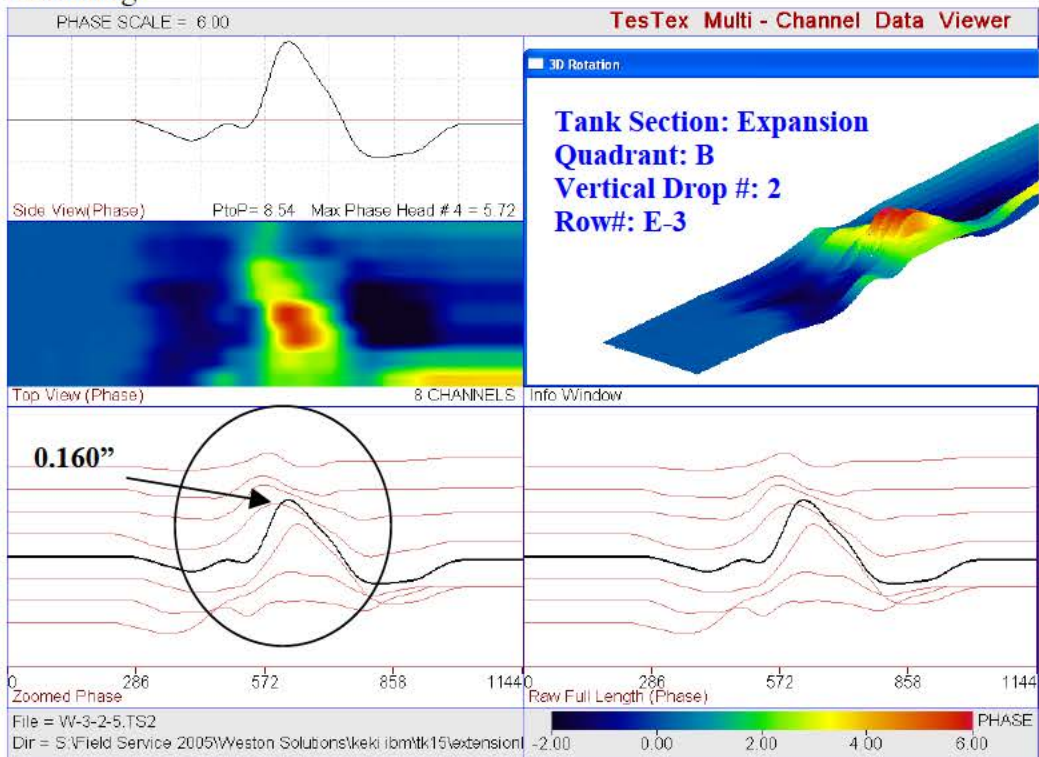 PHASE SCALE = 6.00
TesTex Multi - Channel Data Viewer
3D Rotation
Tank Section: Expansion
Quadrant: B
Vertical Drop #: 2
Row#: E-3
Side View(Phase) PtoP= 8.54 Max Phase Head # 4 = 5.72
Top View (Phase) 8 CHANNELS
Info Window
0.160”
0 286 572 858 1144
Zoomed Phase
0 286 572 858 1144
Raw Full Length (Phase)
File = W-3-2-5.TS2
Dir = S:\Field Service 2005\Weston Solutions\keki ibm\tk15\extension
PHASE
-2.00 0.00 2.00 4.00 6.00